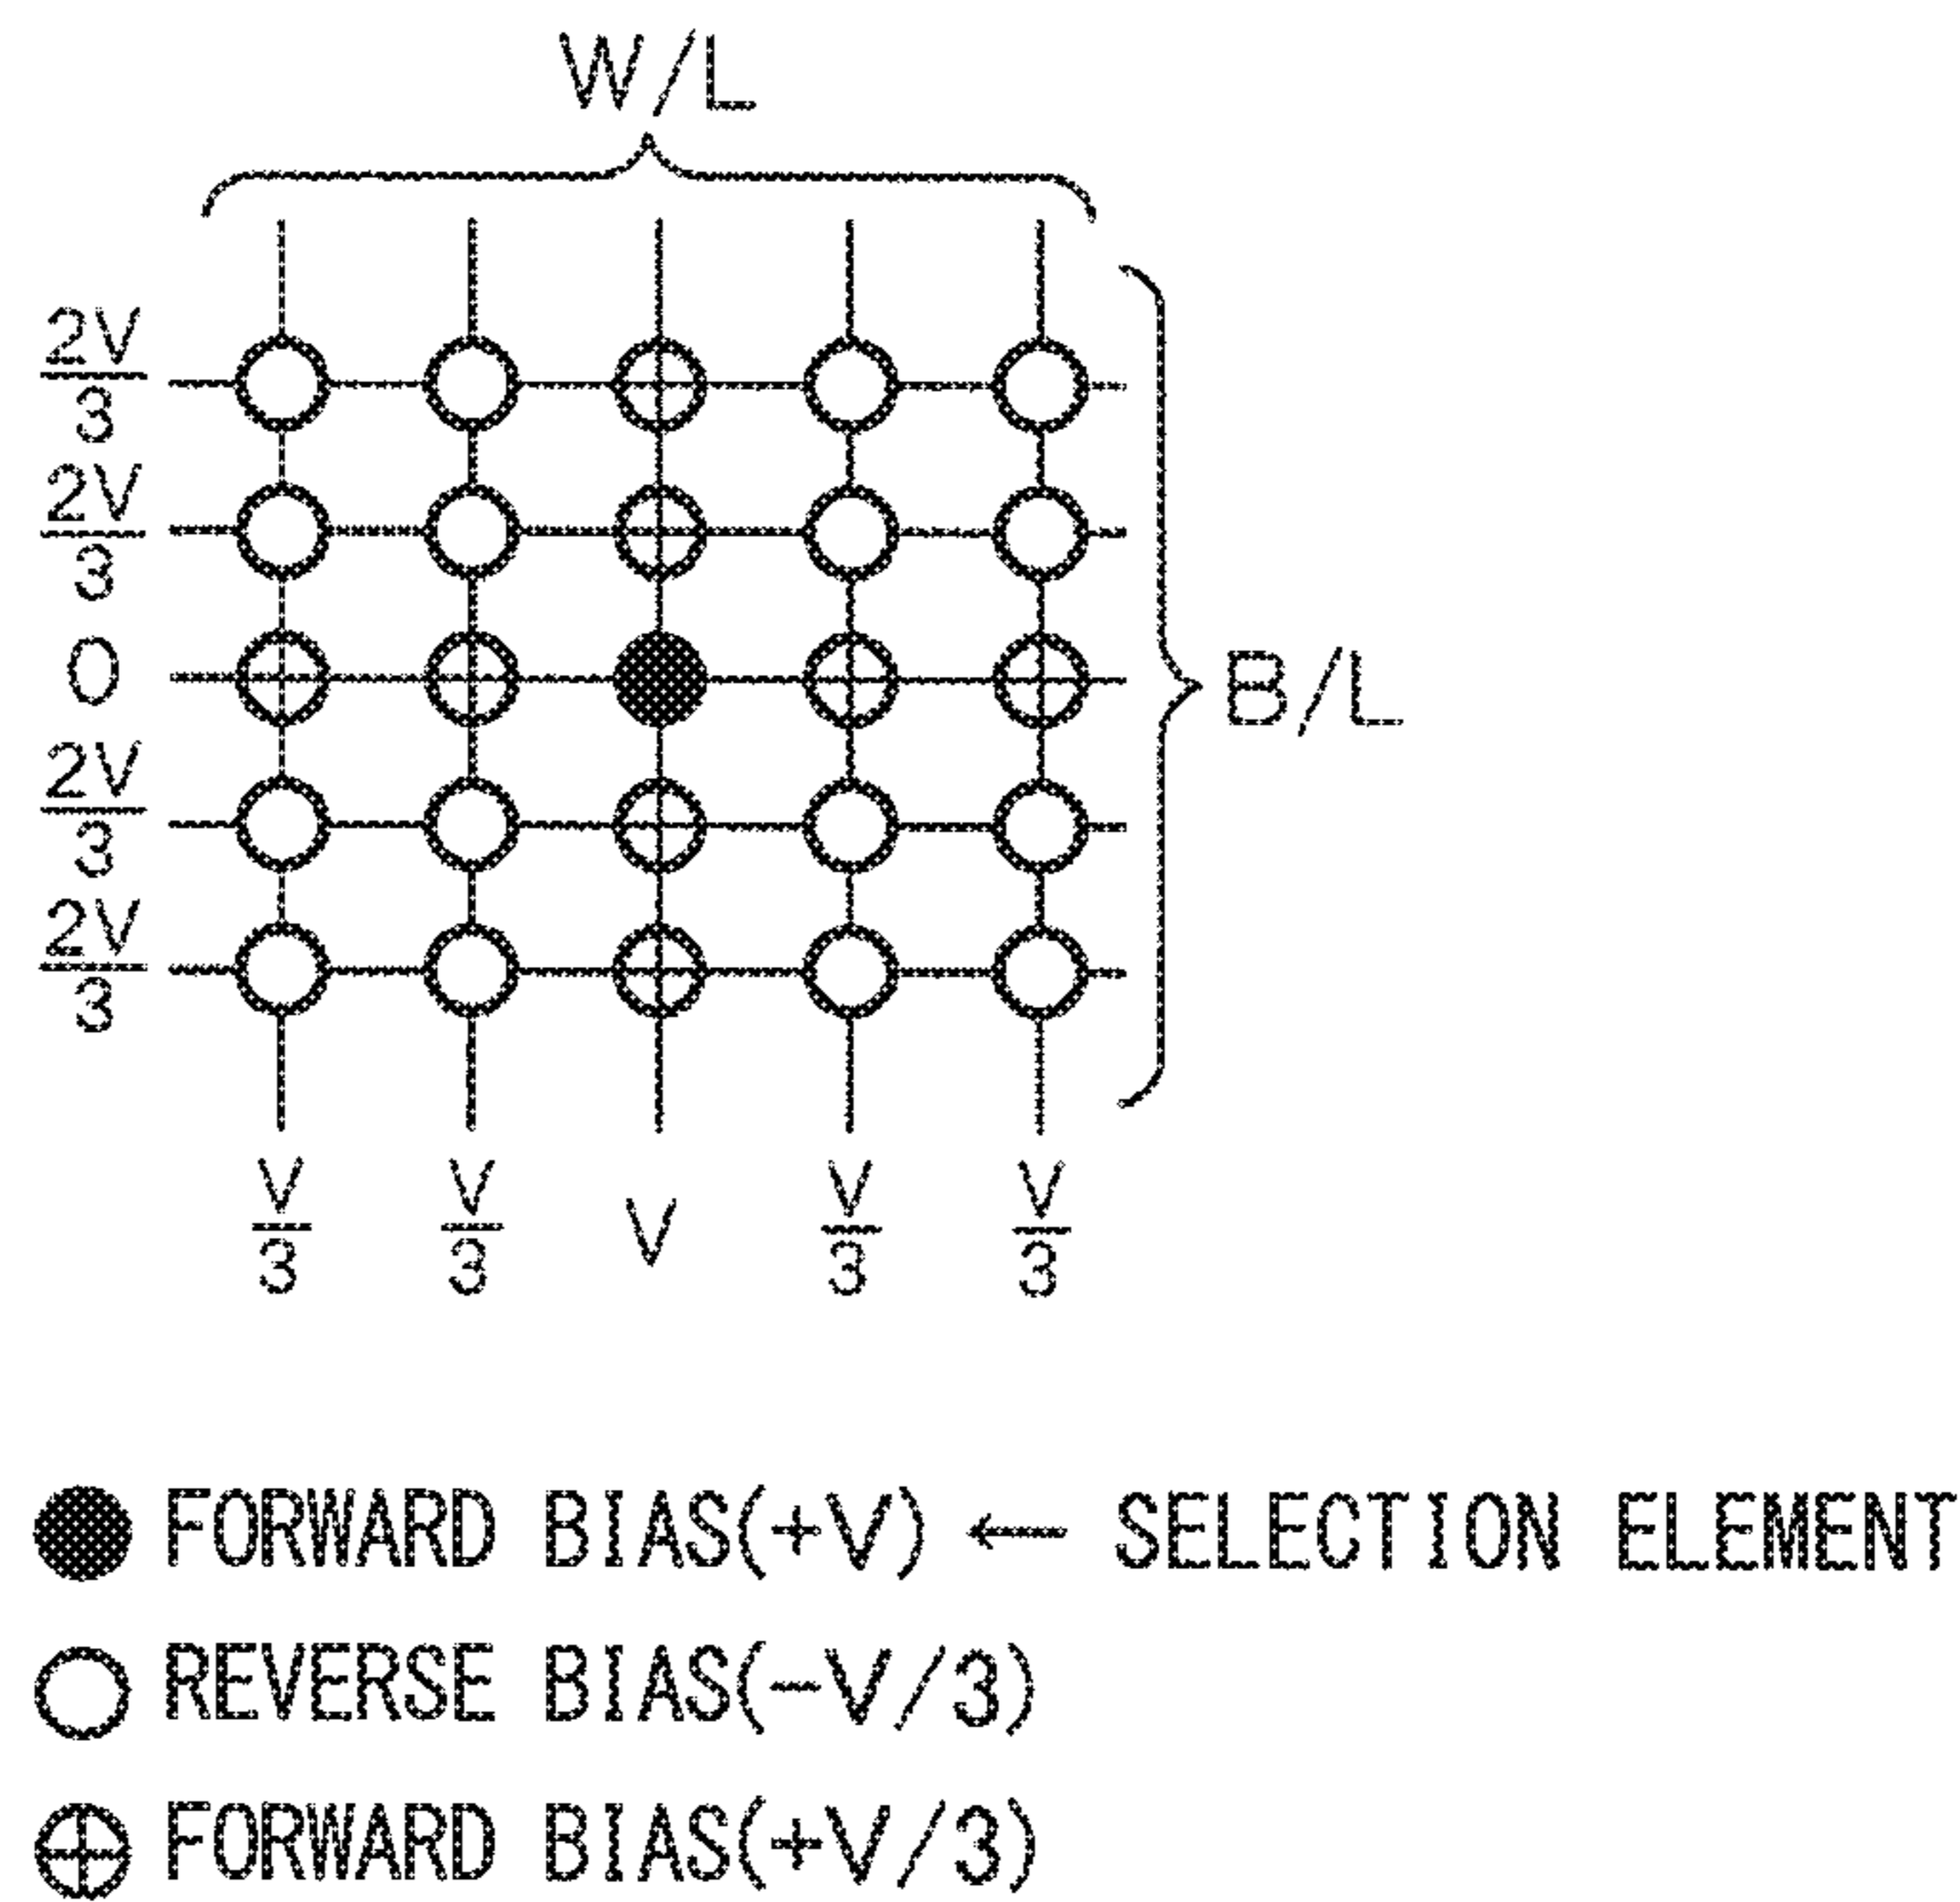 W/L
2V/3
2V/3
0
2V/3
2V/3
B/L
V/3 V/3 V V/3 V/3
FORWARD BIAS(+V) ← SELECTION ELEMENT
REVERSE BIAS(-V/3)
FORWARD BIAS(+V/3)